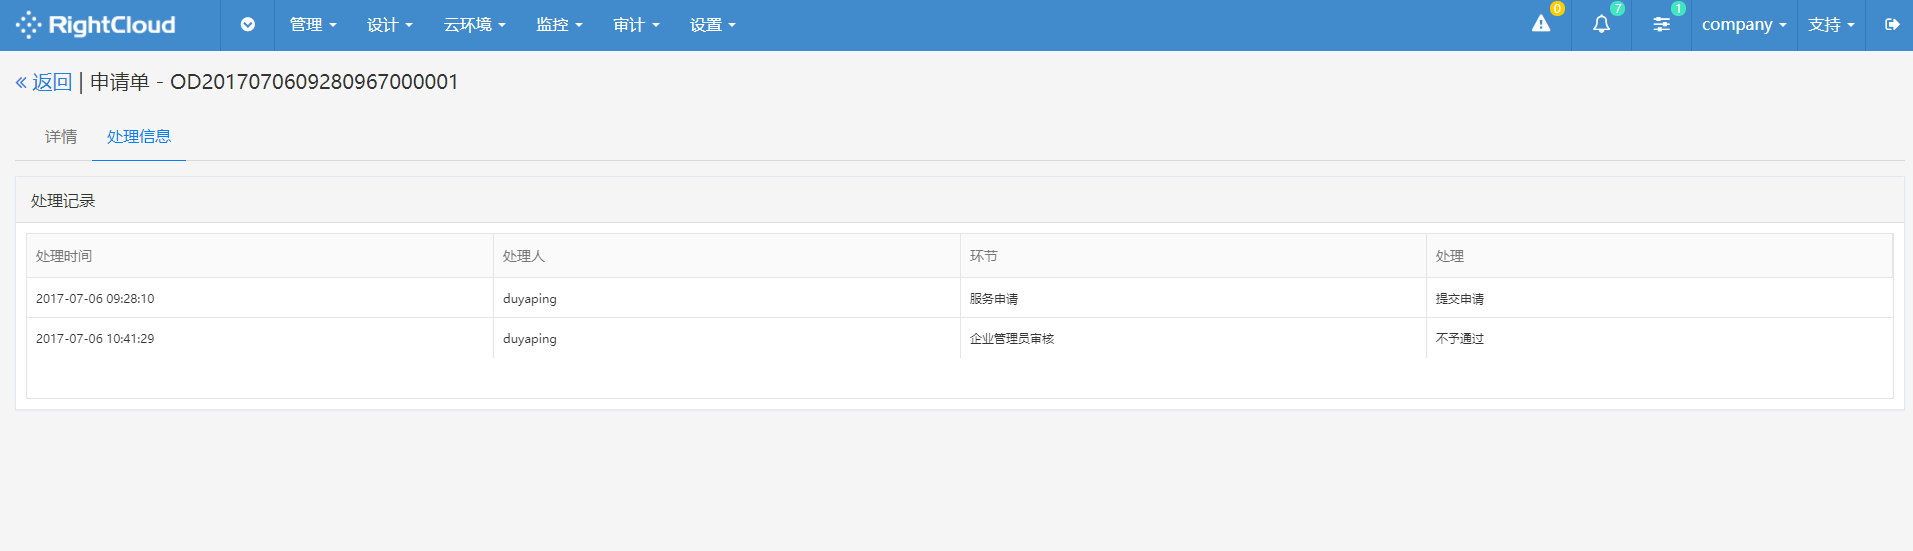 RightCloud 管理 设计 云环境 监控 审计 设置 0 7 1 company 支持
« 返回 | 申请单 - OD2017070609280967000001
详情 处理信息
处理记录
处理时间 处理人 环节 处理
2017-07-06 09:28:10 duyaping 服务申请 提交申请
2017-07-06 10:41:29 duyaping 企业管理员审核 不予通过